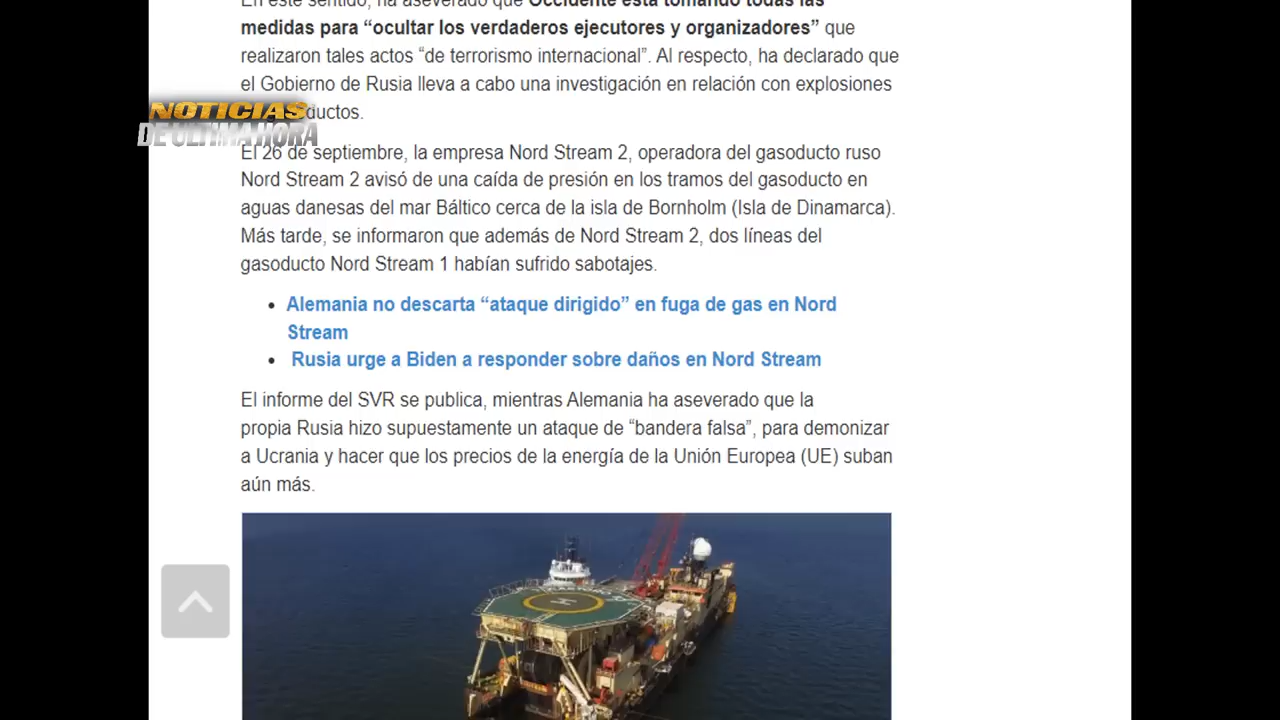 En este sentido, ha aseverado que Occidente está tomando todas las
medidas para “ocultar los verdaderos ejecutores y organizadores” que
realizaron tales actos “de terrorismo internacional”. Al respecto, ha declarado que
el Gobierno de Rusia lleva a cabo una investigación en relación con explosiones
NOTICIAS
DE ULTIMA HORA
ductos.
El 26 de septiembre, la empresa Nord Stream 2, operadora del gasoducto ruso
Nord Stream 2 avisó de una caída de presión en los tramos del gasoducto en
aguas danesas del mar Báltico cerca de la isla de Bornholm (Isla de Dinamarca).
Más tarde, se informaron que además de Nord Stream 2, dos líneas del
gasoducto Nord Stream 1 habían sufrido sabotajes.
• Alemania no descarta “ataque dirigido” en fuga de gas en Nord
Stream
• Rusia urge a Biden a responder sobre daños en Nord Stream
El informe del SVR se publica, mientras Alemania ha aseverado que la
propia Rusia hizo supuestamente un ataque de “bandera falsa”, para demonizar
a Ucrania y hacer que los precios de la energía de la Unión Europea (UE) suban
aún más.
H